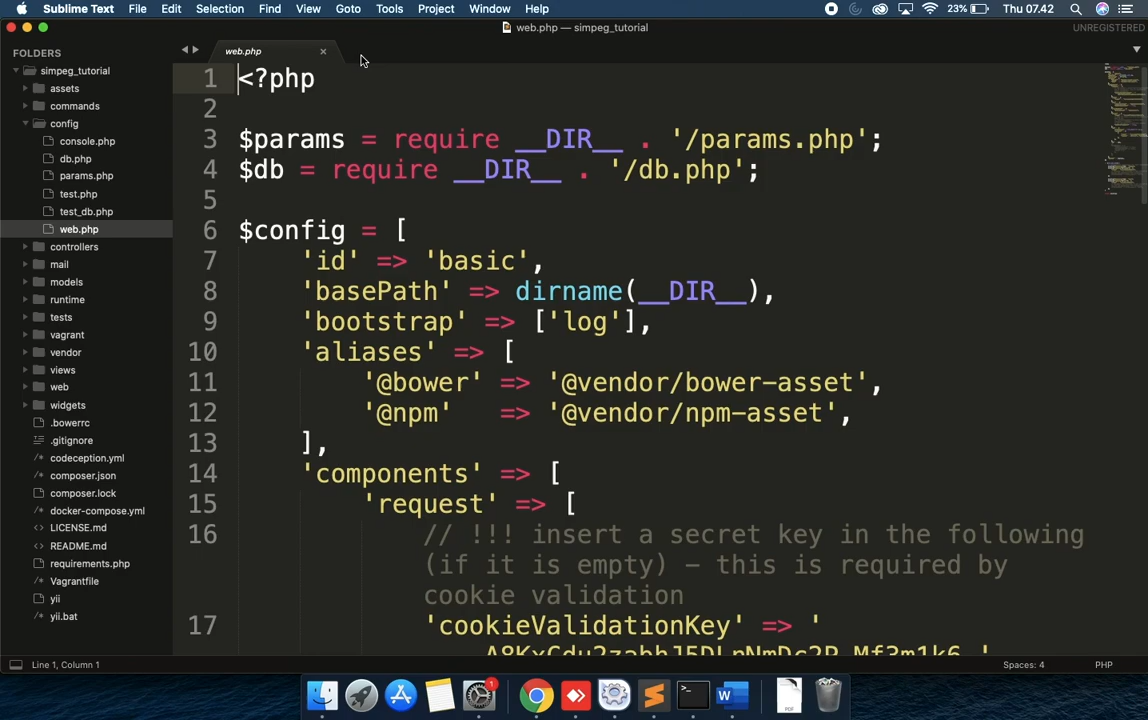 Sublime Text File Edit Selection Find View Goto Tools Project Window Help 23% Thu 07.42
web.php — simpeg_tutorial UNREGISTERED
FOLDERS
simpeg_tutorial
assets
commands
config
console.php
db.php
params.php
test.php
test_db.php
web.php
controllers
mail
models
runtime
tests
vagrant
vendor
views
web
widgets
.bowerrc
.gitignore
codeception.yml
composer.json
composer.lock
docker-compose.yml
LICENSE.md
README.md
requirements.php
Vagrantfile
yii
yii.bat
web.php
1 <?php
2
3 $params = require __DIR__ . '/params.php';
4 $db = require __DIR__ . '/db.php';
5
6 $config = [
7 'id' => 'basic',
8 'basePath' => dirname(__DIR__),
9 'bootstrap' => ['log'],
10 'aliases' => [
11 '@bower' => '@vendor/bower-asset',
12 '@npm' => '@vendor/npm-asset',
13 ],
14 'components' => [
15 'request' => [
16 // !!! insert a secret key in the following
(if it is empty) - this is required by
cookie validation
17 'cookieValidationKey' => '
Line 1, Column 1 Spaces: 4 PHP
1
PDF